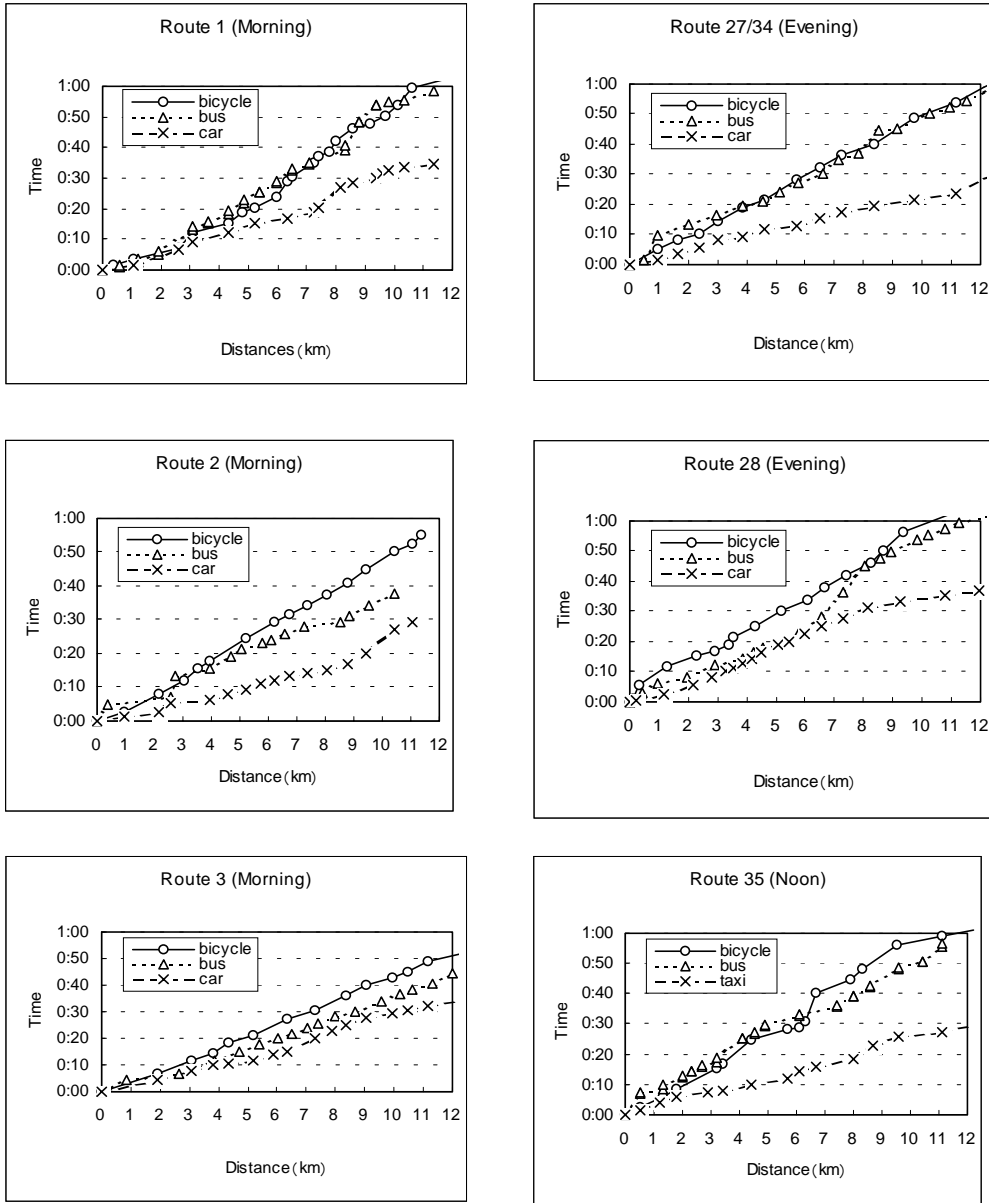 Route 1 (Morning)
1:00
0:50
0:40
0:30
0:20
0:10
0:00
Time
bicycle
bus
car
0 1 2 3 4 5 6 7 8 9 10 11 12
Distances (km)
Route 27/34 (Evening)
1:00
0:50
0:40
0:30
0:20
0:10
0:00
Time
bicycle
bus
car
0 1 2 3 4 5 6 7 8 9 10 11 12
Distance (km)
Route 2 (Morning)
1:00
0:50
0:40
0:30
0:20
0:10
0:00
Time
bicycle
bus
car
0 1 2 3 4 5 6 7 8 9 10 11 12
Distance (km)
Route 28 (Evening)
1:00
0:50
0:40
0:30
0:20
0:10
0:00
Time
bicycle
bus
car
0 1 2 3 4 5 6 7 8 9 10 11 12
Distance (km)
Route 3 (Morning)
1:00
0:50
0:40
0:30
0:20
0:10
0:00
Time
bicycle
bus
car
0 1 2 3 4 5 6 7 8 9 10 11 12
Distance (km)
Route 35 (Noon)
1:00
0:50
0:40
0:30
0:20
0:10
0:00
Time
bicycle
bus
taxi
0 1 2 3 4 5 6 7 8 9 10 11 12
Distance (km)